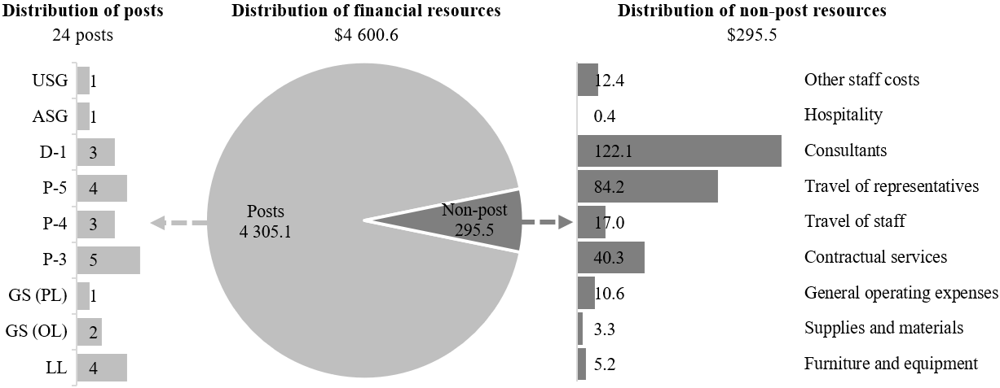 Distribution of posts
24 posts
USG 1
ASG 1
D-1 3
P-5 4
P-4 3
P-3 5
GS (PL) 1
GS (OL) 2
LL 4
Distribution of financial resources
$4 600.6
Posts
4 305.1
Non-post
295.5
Distribution of non-post resources
$295.5
12.4 Other staff costs
0.4 Hospitality
122.1 Consultants
84.2 Travel of representatives
17.0 Travel of staff
40.3 Contractual services
10.6 General operating expenses
3.3 Supplies and materials
5.2 Furniture and equipment